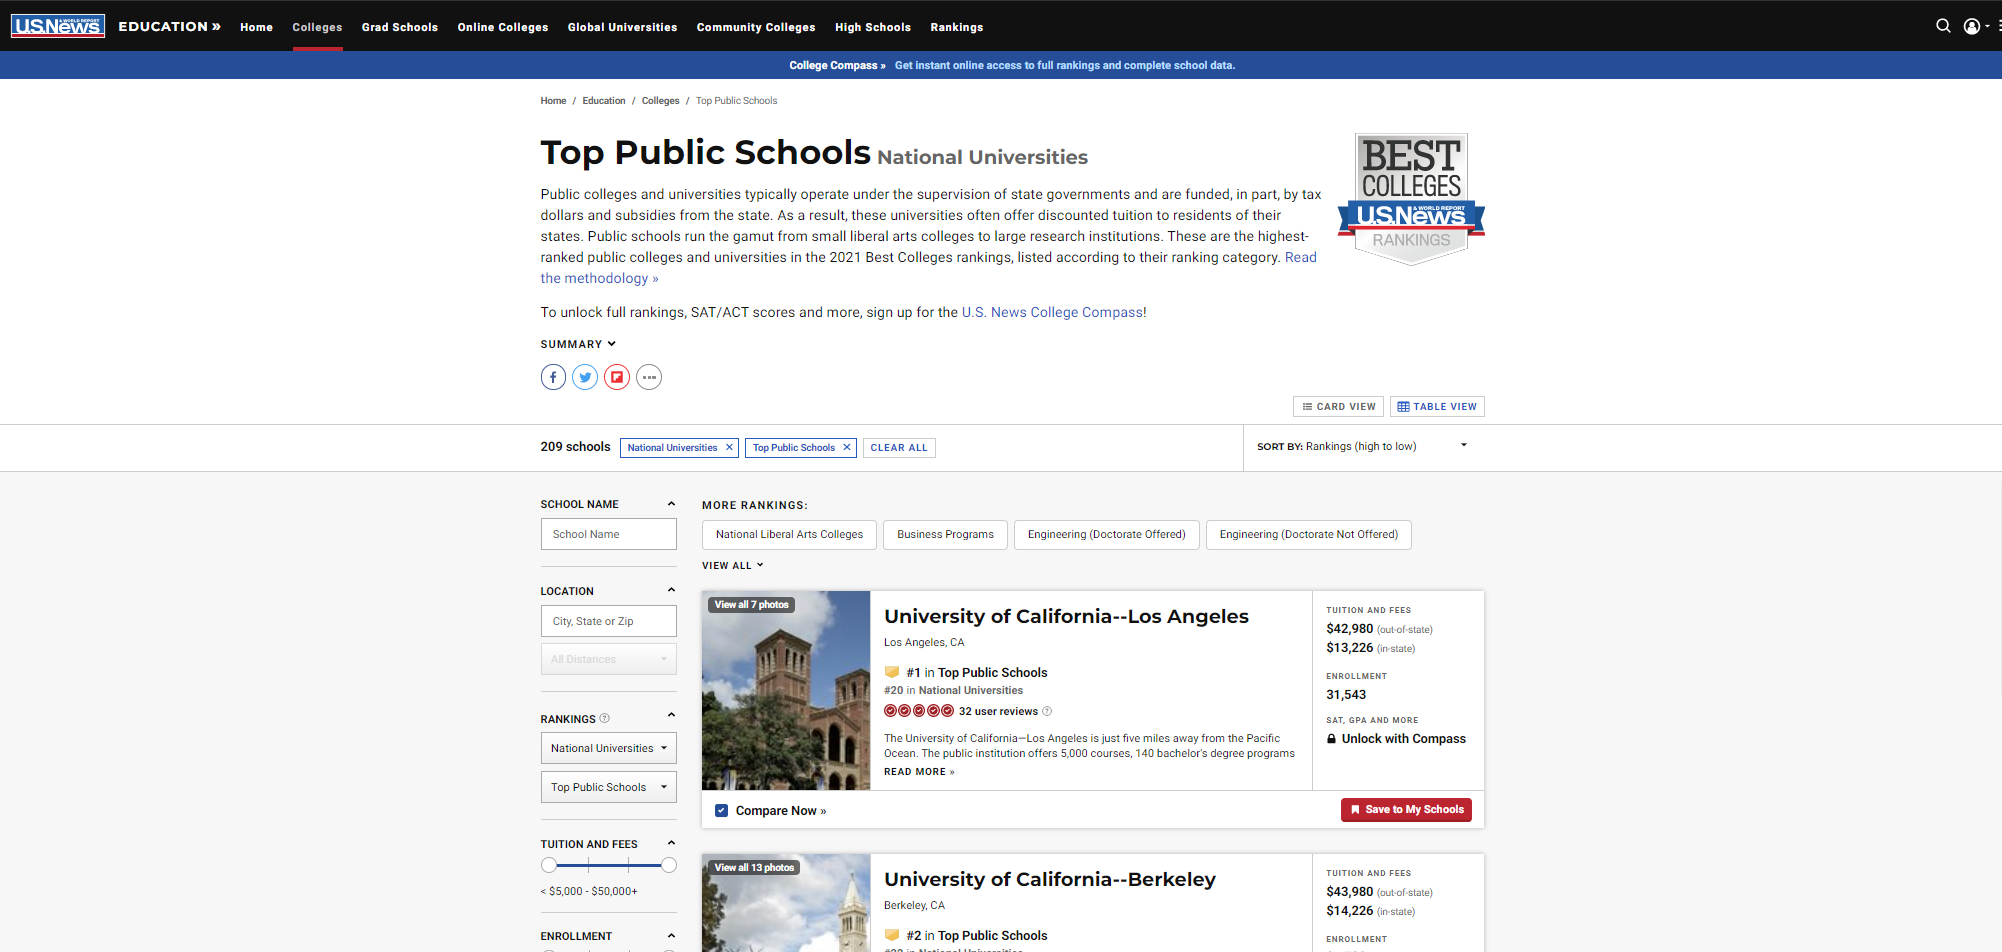 U.S.News & WORLD REPORT EDUCATION » Home Colleges Grad Schools Online Colleges Global Universities Community Colleges High Schools Rankings
College Compass » Get instant online access to full rankings and complete school data.
Home / Education / Colleges / Top Public Schools
Top Public Schools National Universities
Public colleges and universities typically operate under the supervision of state governments and are funded, in part, by tax
dollars and subsidies from the state. As a result, these universities often offer discounted tuition to residents of their
states. Public schools run the gamut from small liberal arts colleges to large research institutions. These are the highest-
ranked public colleges and universities in the 2021 Best Colleges rankings, listed according to their ranking category. Read
the methodology »
BEST
COLLEGES
U.S.News & WORLD REPORT
RANKINGS
To unlock full rankings, SAT/ACT scores and more, sign up for the U.S. News College Compass!
SUMMARY
CARD VIEW TABLE VIEW
209 schools National Universities × Top Public Schools × CLEAR ALL
SORT BY: Rankings (high to low)
SCHOOL NAME
School Name
LOCATION
City, State or Zip
All Distances
RANKINGS
National Universities
Top Public Schools
TUITION AND FEES
< $5,000 - $50,000+
ENROLLMENT
MORE RANKINGS:
National Liberal Arts Colleges Business Programs Engineering (Doctorate Offered) Engineering (Doctorate Not Offered)
VIEW ALL
View all 7 photos
University of California--Los Angeles
Los Angeles, CA
#1 in Top Public Schools
#20 in National Universities
32 user reviews
The University of California—Los Angeles is just five miles away from the Pacific
Ocean. The public institution offers 5,000 courses, 140 bachelor's degree programs
READ MORE »
TUITION AND FEES
$42,980 (out-of-state)
$13,226 (in-state)
ENROLLMENT
31,543
SAT, GPA AND MORE
Unlock with Compass
Compare Now »
Save to My Schools
View all 13 photos
University of California--Berkeley
Berkeley, CA
#2 in Top Public Schools
#22 in National Universities
TUITION AND FEES
$43,980 (out-of-state)
$14,226 (in-state)
ENROLLMENT